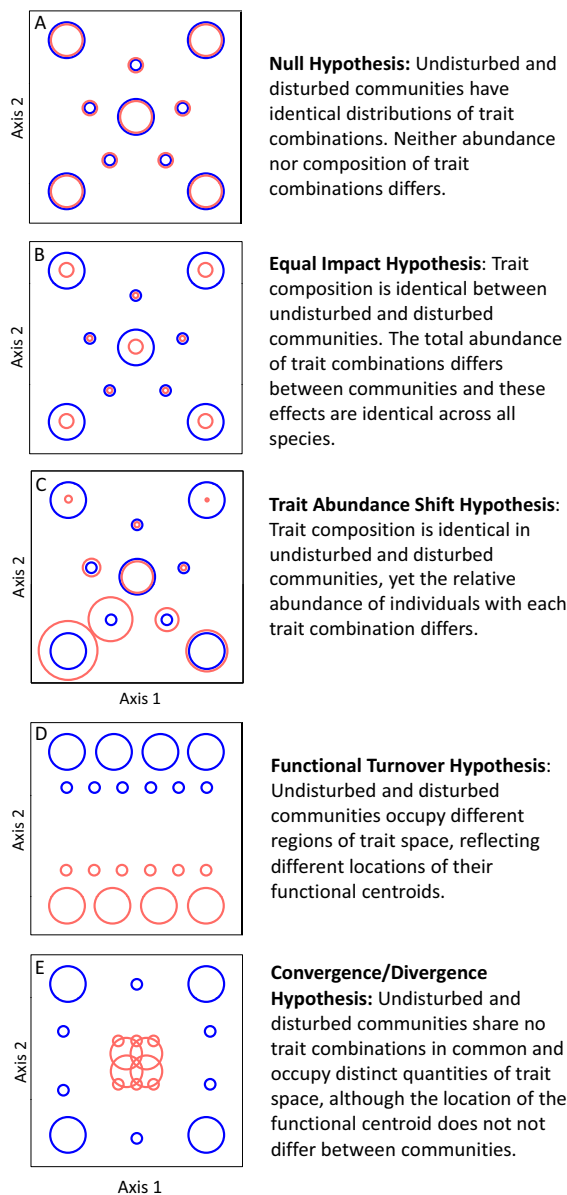 A
Axis 2
Null Hypothesis: Undisturbed and
disturbed communities have
identical distributions of trait
combinations. Neither abundance
nor composition of trait
combinations differs.
B
Axis 2
Equal Impact Hypothesis: Trait
composition is identical between
undisturbed and disturbed
communities. The total abundance
of trait combinations differs
between communities and these
effects are identical across all
species.
C
Axis 2
Axis 1
Trait Abundance Shift Hypothesis:
Trait composition is identical in
undisturbed and disturbed
communities, yet the relative
abundance of individuals with each
trait combination differs.
D
Axis 2
Functional Turnover Hypothesis:
Undisturbed and disturbed
communities occupy different
regions of trait space, reflecting
different locations of their
functional centroids.
E
Axis 2
Axis 1
Convergence/Divergence
Hypothesis: Undisturbed and
disturbed communities share no
trait combinations in common and
occupy distinct quantities of trait
space, although the location of the
functional centroid does not not
differ between communities.